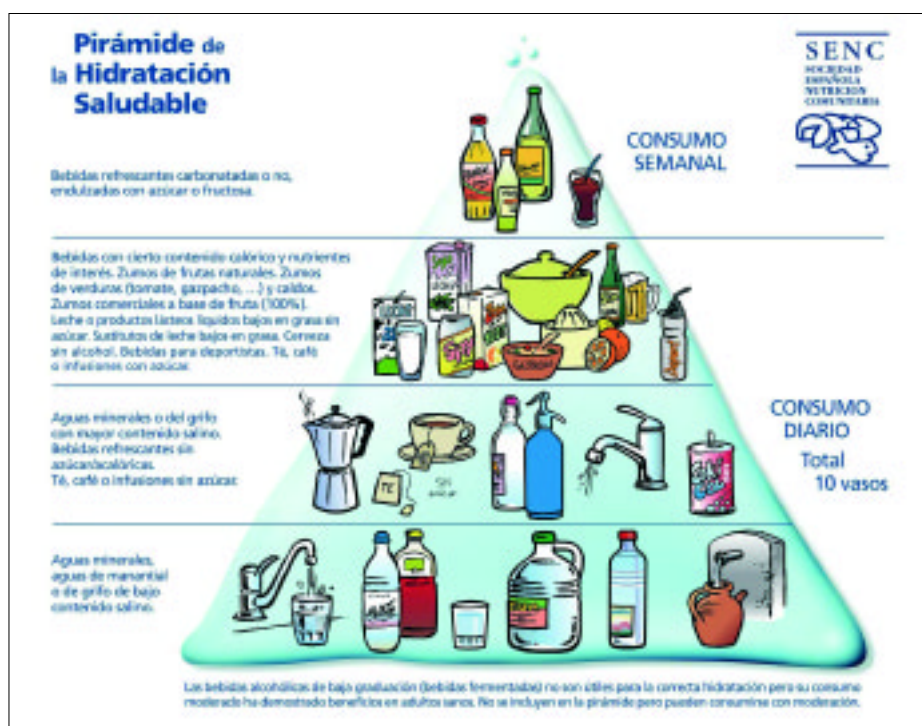 Pirámide de
la Hidratación
Saludable
SENC
SOCIEDAD
ESPAÑOLA
NUTRICION
COMUNITARIA
CONSUMO
SEMANAL
Bebidas refrescantes carbonatadas o no,
endulzadas con azúcar o fructosa.
Bebidas con cierto contenido calórico y nutrientes
de interés. Zumos de frutas naturales. Zumos
de verduras (tomate, gazpacho, ...) y caldos.
Zumos comerciales a base de fruta (100%).
Leche o productos lácteos líquidos bajos en grasa sin
azúcar. Sustitutos de leche bajos en grasa. Cerveza
sin alcohol. Bebidas para deportistas. Té, café
o infusiones con azúcar.
CONSUMO
DIARIO
Total
10 vasos
Aguas minerales o del grifo
con mayor contenido salino.
Bebidas refrescantes sin
azúcar/acalóricas.
Té, café o infusiones sin azúcar.
TÉ
SIN
Aguas minerales,
aguas de manantial
o de grifo de bajo
contenido salino.
Las bebidas alcohólicas de baja graduación (bebidas fermentadas) no son útiles para la correcta hidratación pero su consumo
moderado ha demostrado beneficios en adultos sanos. No se incluyen en la pirámide pero pueden consumirse con moderación.